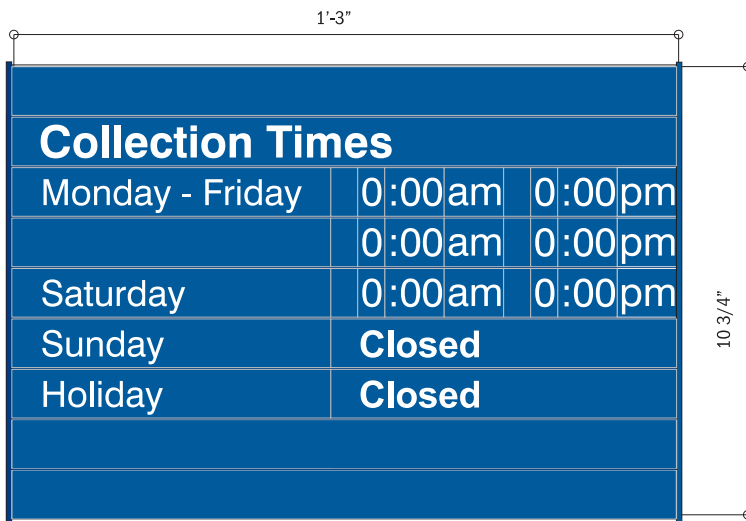 1’-3”
Collection Times
Monday - Friday 0:00am 0:00pm
0:00am 0:00pm
Saturday 0:00am 0:00pm
Sunday Closed
Holiday Closed
10 3/4”